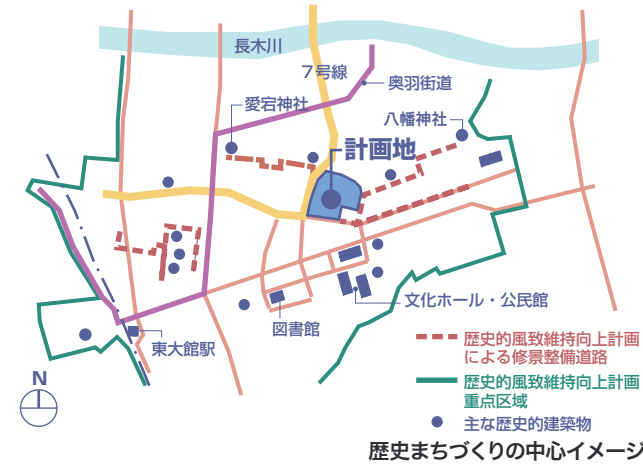 長木川
7号線
奥羽街道
愛宕神社
八幡神社
計画地
文化ホール・公民館
図書館
東大館駅
N
歴史的風致維持向上計画
による修景整備道路
歴史的風致維持向上計画
重点区域
主な歴史的建築物
歴史まちづくりの中心イメージ